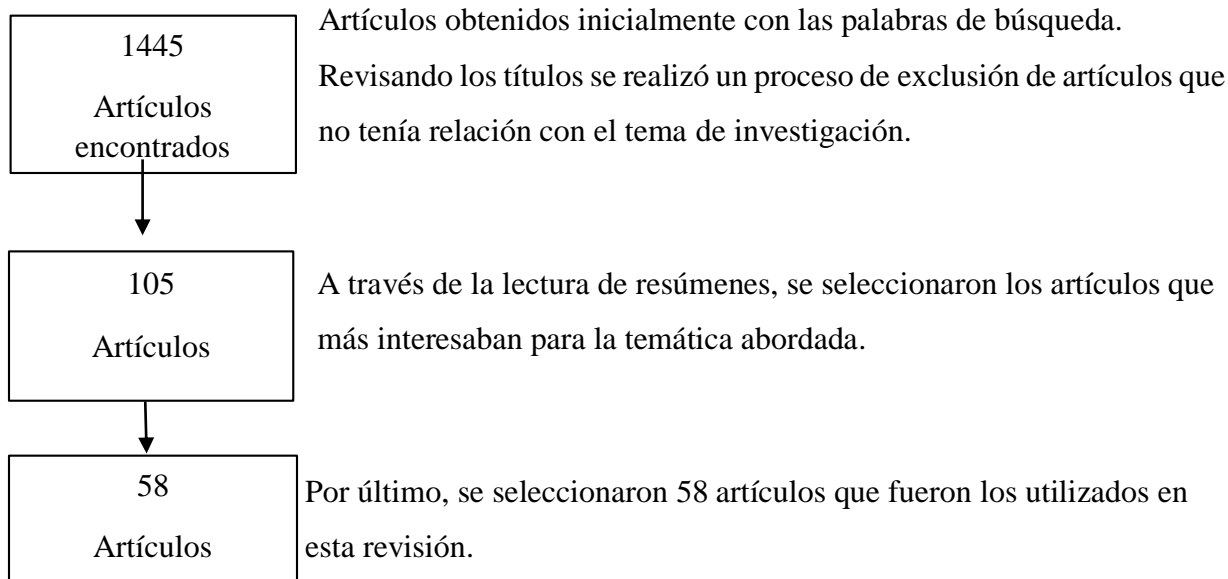 1445
Artículos
encontrados
Artículos obtenidos inicialmente con las palabras de búsqueda.
Revisando los títulos se realizó un proceso de exclusión de artículos que
no tenía relación con el tema de investigación.
105
Artículos
A través de la lectura de resúmenes, se seleccionaron los artículos que
más interesaban para la temática abordada.
58
Artículos
Por último, se seleccionaron 58 artículos que fueron los utilizados en
esta revisión.